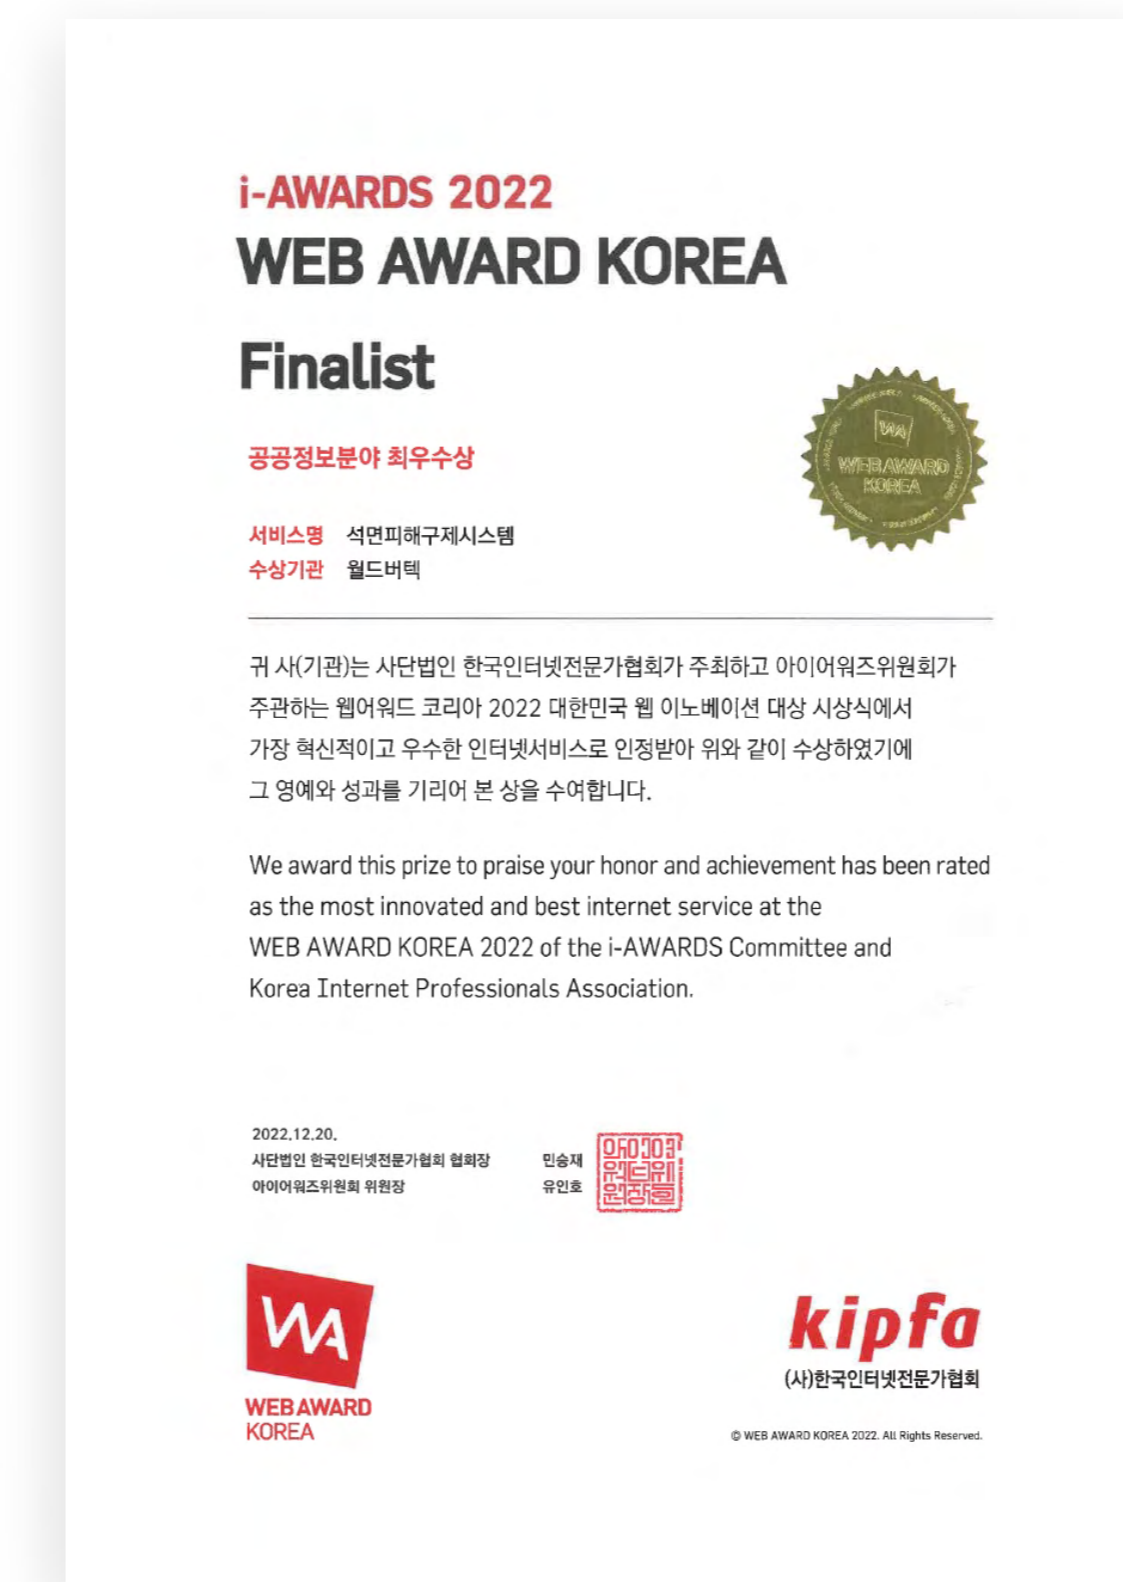 i-AWARDS 2022
WEB AWARD KOREA
Finalist
공공정보분야 최우수상
WA
WEB AWARD
KOREA
서비스명 석면피해구제시스템
수상기관 월드버텍
귀 사(기관)는 사단법인 한국인터넷전문가협회가 주최하고 아이어워즈위원회가
주관하는 웹어워드 코리아 2022 대한민국 웹 이노베이션 대상 시상식에서
가장 혁신적이고 우수한 인터넷서비스로 인정받아 위와 같이 수상하였기에
그 영예와 성과를 기리어 본 상을 수여합니다.
We award this prize to praise your honor and achievement has been rated
as the most innovated and best internet service at the
WEB AWARD KOREA 2022 of the i-AWARDS Committee and
Korea Internet Professionals Association.
2022.12.20.
사단법인 한국인터넷전문가협회 협회장 민승재
아이어워즈위원회 위원장 유인호
WA
WEB AWARD
KOREA
kipfa
(사)한국인터넷전문가협회
© WEB AWARD KOREA 2022. All Rights Reserved.